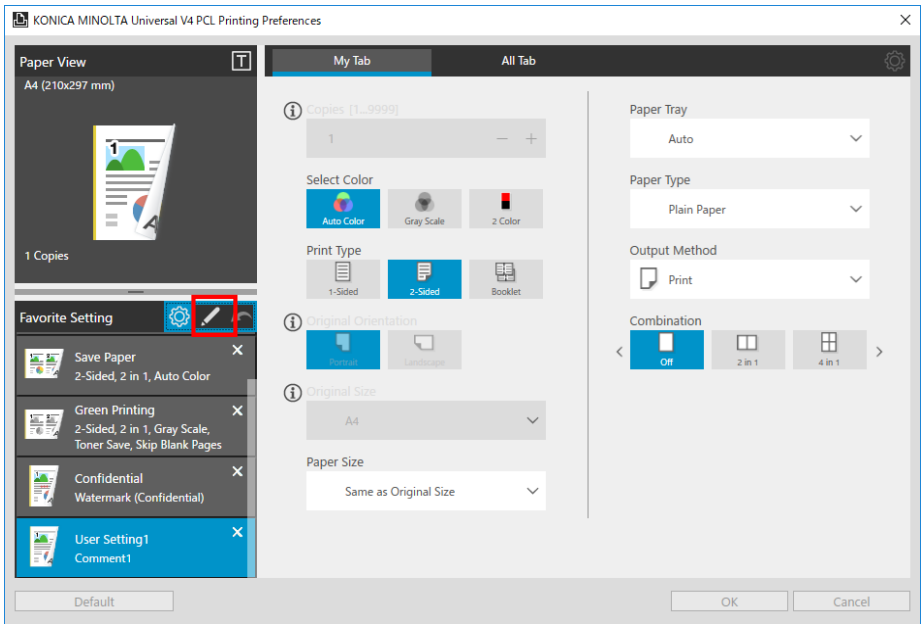 KONICA MINOLTA Universal V4 PCL Printing Preferences
Paper View
T
A4 (210x297 mm)
1
A
1 Copies
Favorite Setting
Save Paper
2-Sided, 2 in 1, Auto Color
Green Printing
2-Sided, 2 in 1, Gray Scale,
Toner Save, Skip Blank Pages
Confidential
Watermark (Confidential)
User Setting1
Comment1
My Tab
All Tab
Copies [1...9999]
1
Select Color
Auto Color
Gray Scale
2 Color
Print Type
1-Sided
2-Sided
Booklet
Original Orientation
Portrait
Landscape
Original Size
A4
Paper Size
Same as Original Size
Paper Tray
Auto
Paper Type
Plain Paper
Output Method
Print
Combination
Off
2 in 1
4 in 1
Default
OK
Cancel